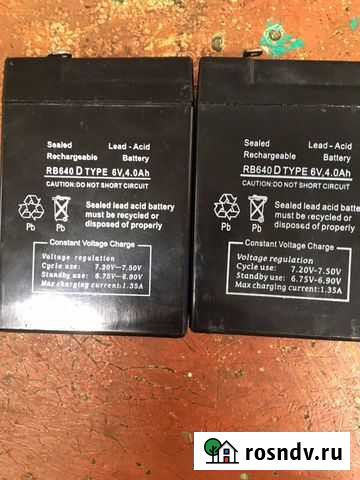 Sealed Lead - Acid
Rechargeable Battery
RB640 D TYPE 6V,4.0Ah
CAUTION: DO NOT SHORT CIRCUIT
Pb Pb
Sealed lead acid battery
must be recycled or
disposed of properly
Constant Voltage Charge
Voltage regulation
Cycle use: 7.20V—7.50V
Standby use: 6.75V—6.90V
Max charging current: 1.35A
Sealed Lead - Acid
Rechargeable Battery
RB640 D TYPE 6V,4.0Ah
CAUTION: DO NOT SHORT CIRCUIT
Pb Pb
Sealed lead acid battery
must be recycled or
disposed of properly
Constant Voltage Charge
Voltage regulation
Cycle use: 7.20V—7.50V
Standby use: 6.75V—6.90V
Max charging current: 1.35A
rosndv.ru